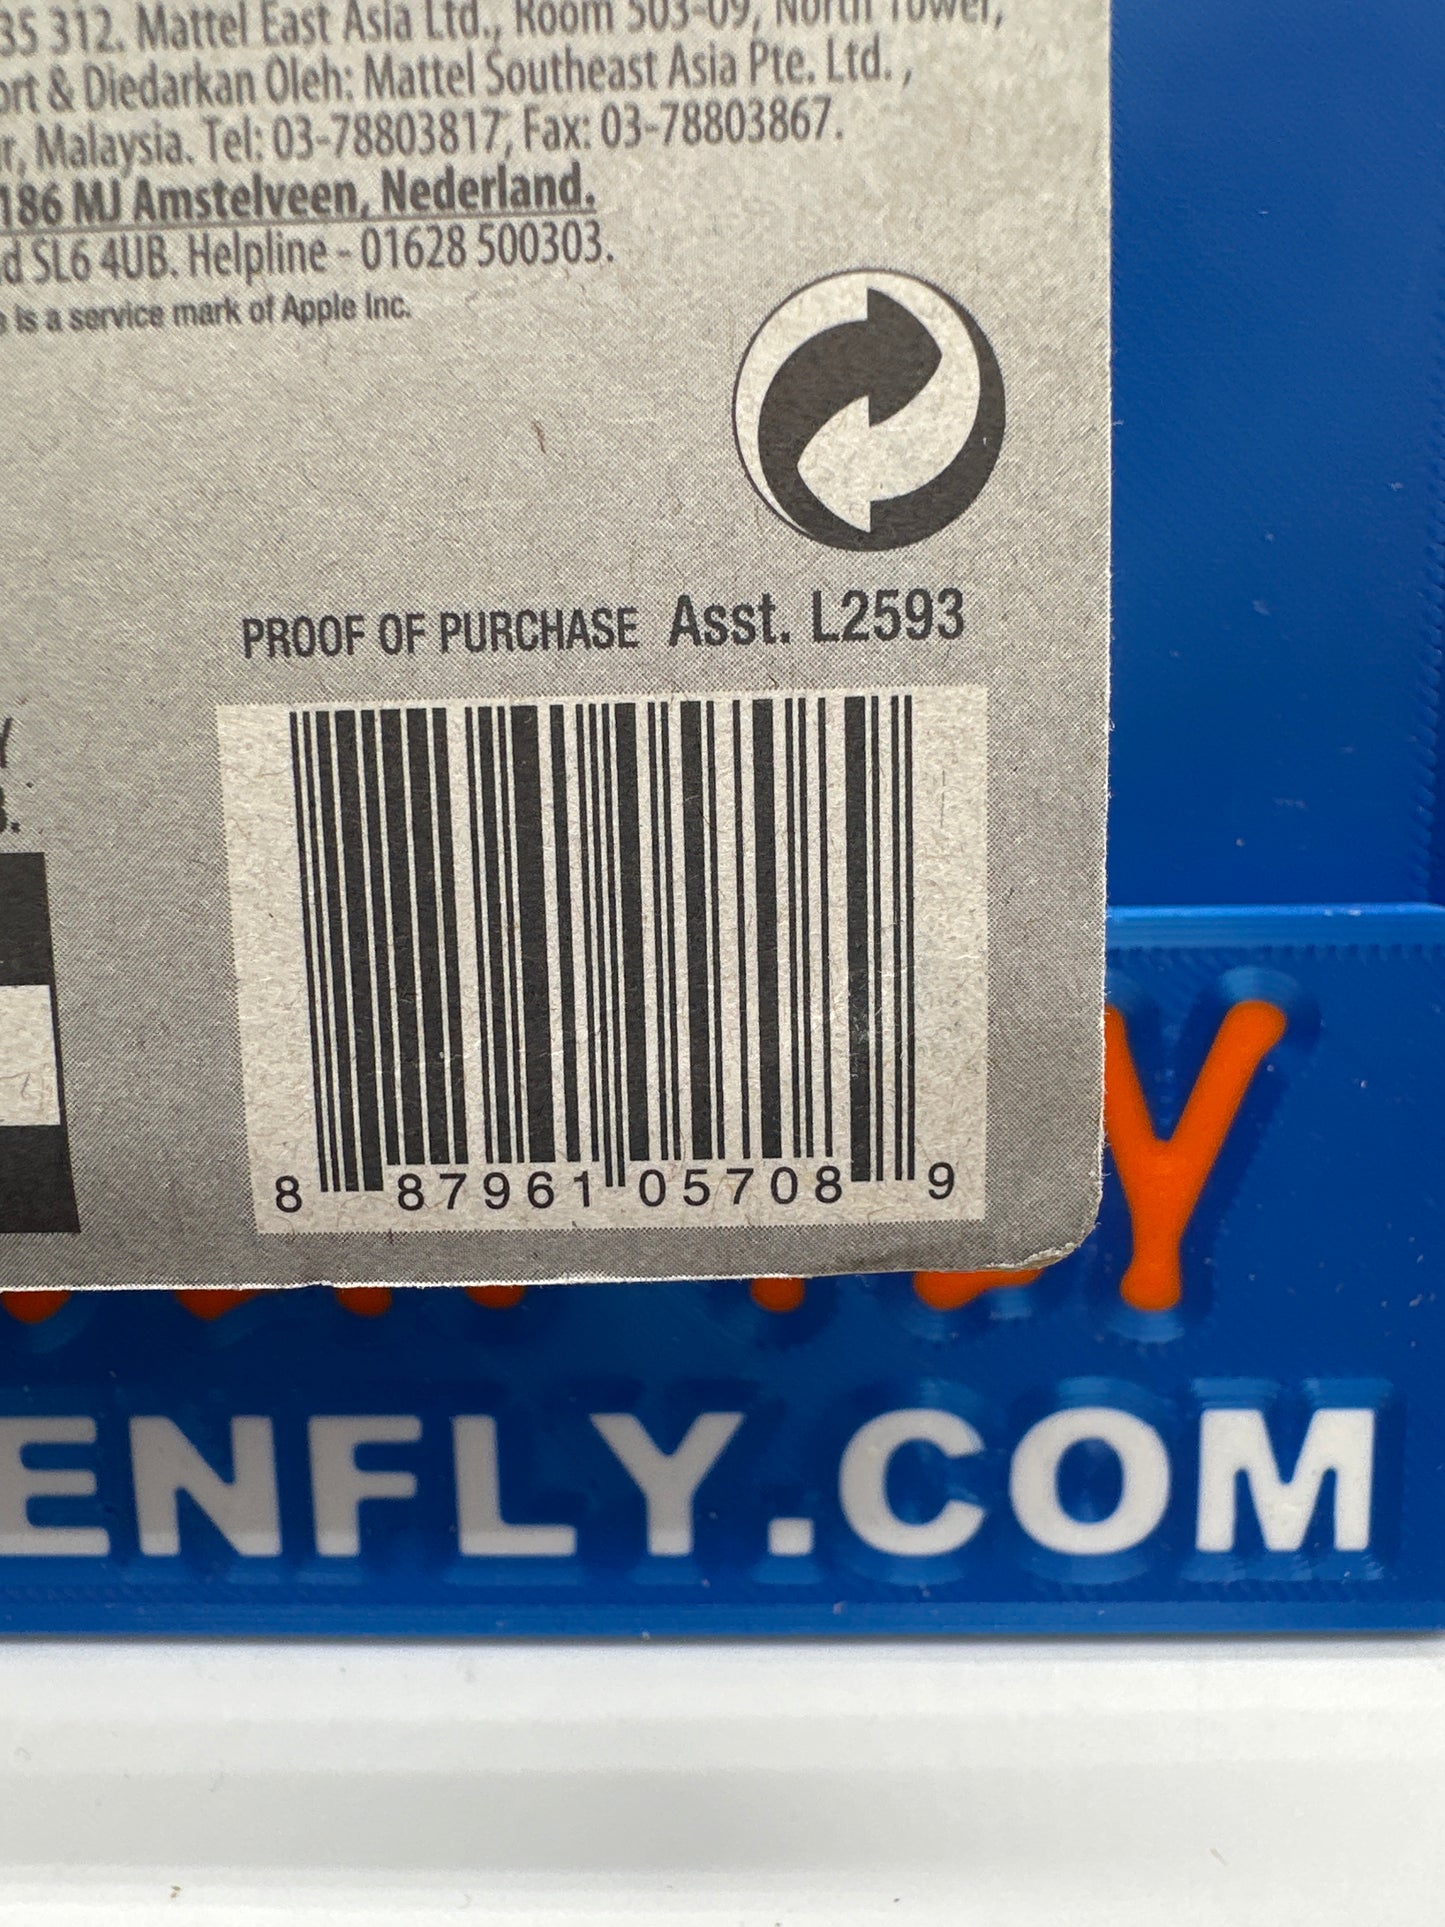 35 312. Mattel East Asia Ltd., Room 503-09, North Tower,
ort & Diedarkan Oleh: Mattel Southeast Asia Pte. Ltd. ,
r, Malaysia. Tel: 03-78803817, Fax: 03-78803867.
186 MJ Amstelveen, Nederland.
d SL6 4UB. Helpline - 01628 500303.
e is a service mark of Apple Inc.
PROOF OF PURCHASE Asst. L2593
Y
3.
8 87961 05708 9
Y
ENFLY.COM